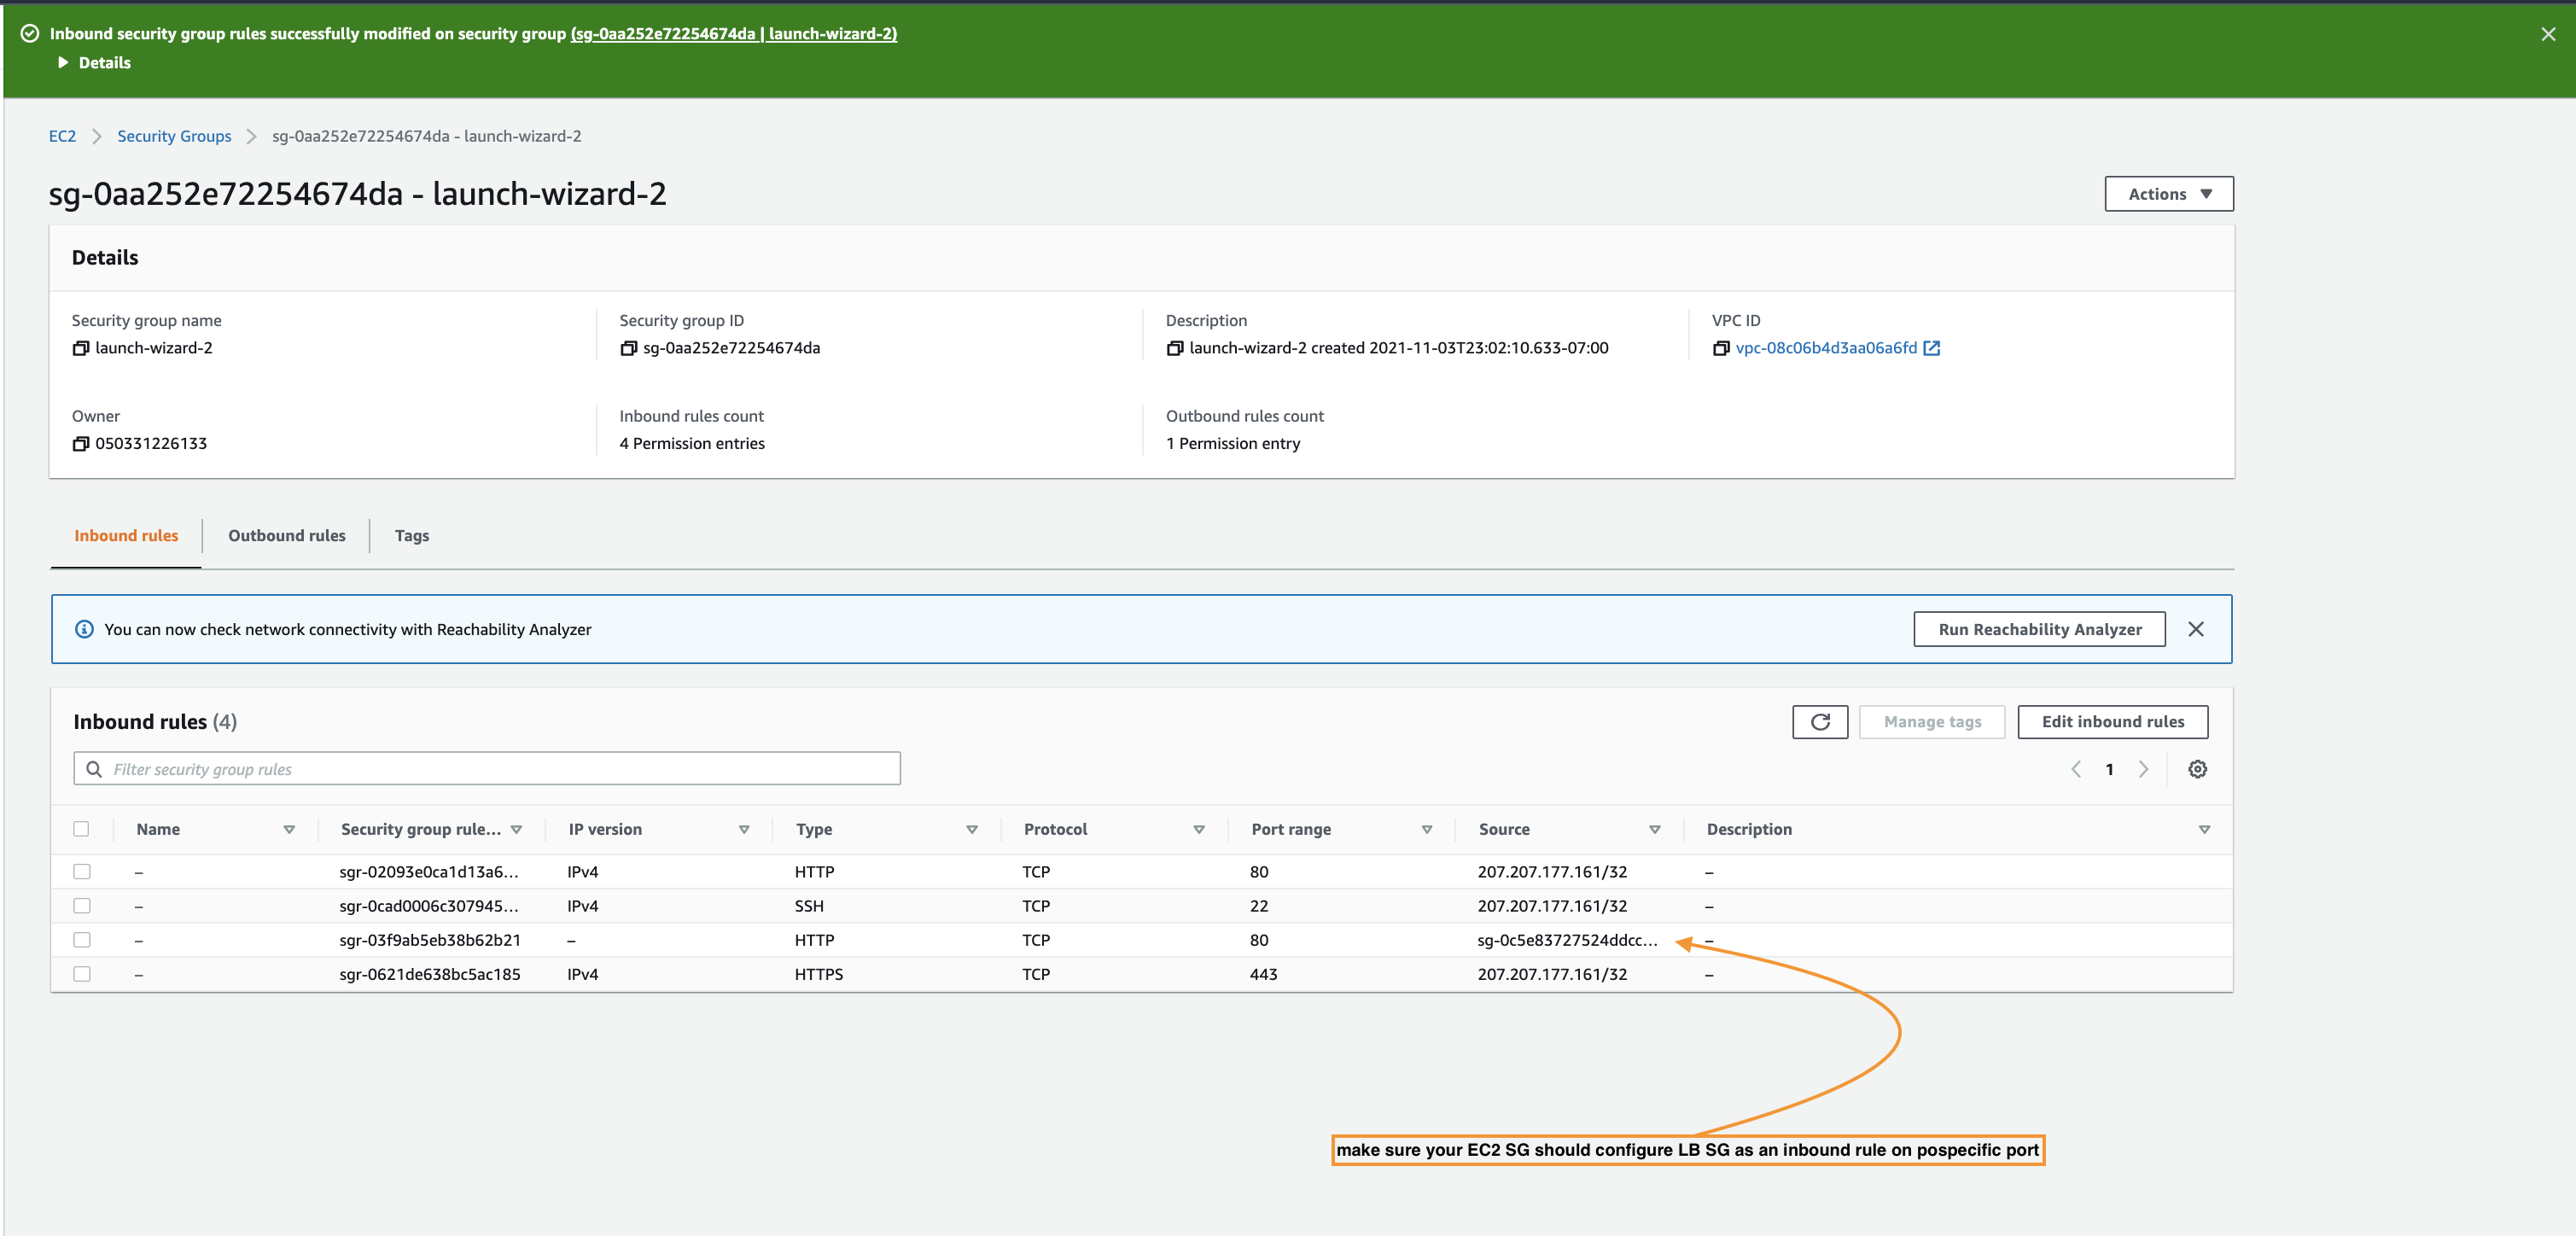 Inbound security group rules successfully modified on security group (sg-0aa252e72254674da | launch-wizard-2)
Details
EC2 > Security Groups > sg-0aa252e72254674da - launch-wizard-2
sg-0aa252e72254674da - launch-wizard-2
Actions
Details
Security group name
launch-wizard-2
Security group ID
sg-0aa252e72254674da
Description
launch-wizard-2 created 2021-11-03T23:02:10.633-07:00
VPC ID
vpc-08c06b4d3aa06a6fd
Owner
050331226133
Inbound rules count
4 Permission entries
Outbound rules count
1 Permission entry
Inbound rules Outbound rules Tags
You can now check network connectivity with Reachability Analyzer
Run Reachability Analyzer
Inbound rules (4)
Manage tags
Edit inbound rules
Filter security group rules
1
Name Security group rule... IP version Type Protocol Port range Source Description
– sgr-02093e0ca1d13a6... IPv4 HTTP TCP 80 207.207.177.161/32 –
– sgr-0cad0006c307945... IPv4 SSH TCP 22 207.207.177.161/32 –
– sgr-03f9ab5eb38b62b21 – HTTP TCP 80 sg-0c5e83727524ddcc... –
– sgr-0621de638bc5ac185 IPv4 HTTPS TCP 443 207.207.177.161/32 –
make sure your EC2 SG should configure LB SG as an inbound rule on pospecific port